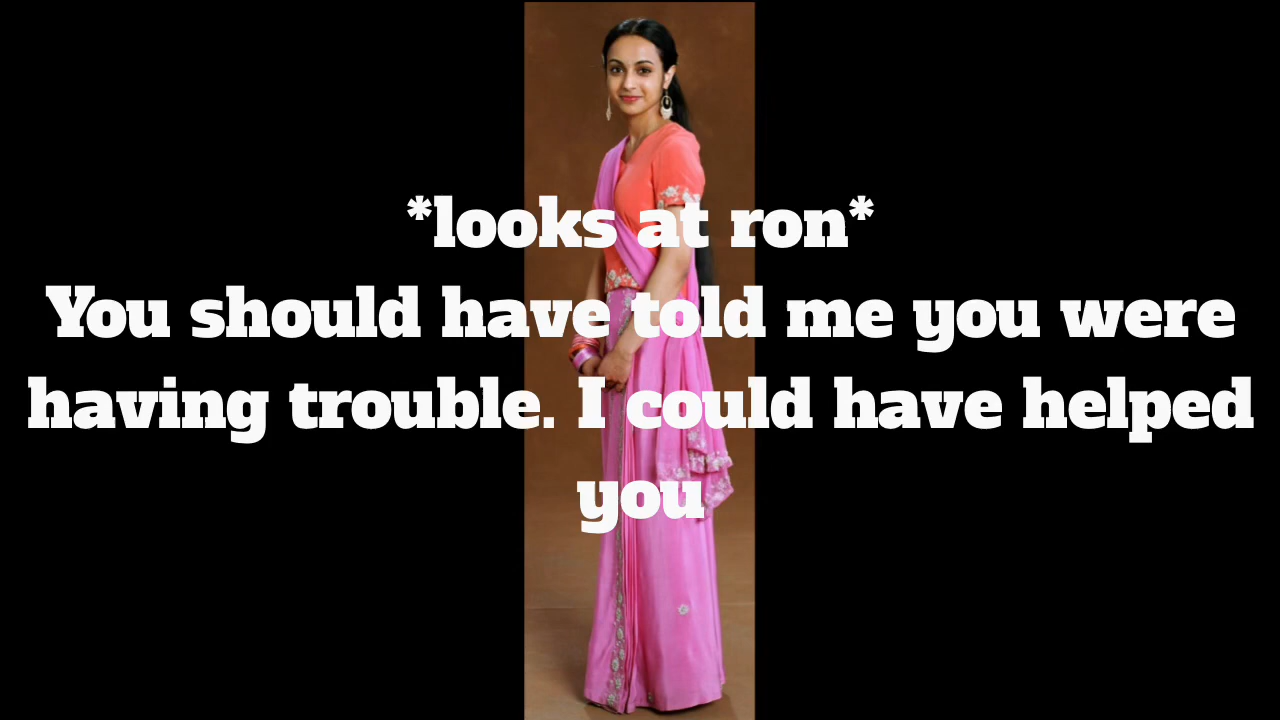 *looks at ron*
You should have told me you were
having trouble. I could have helped
you